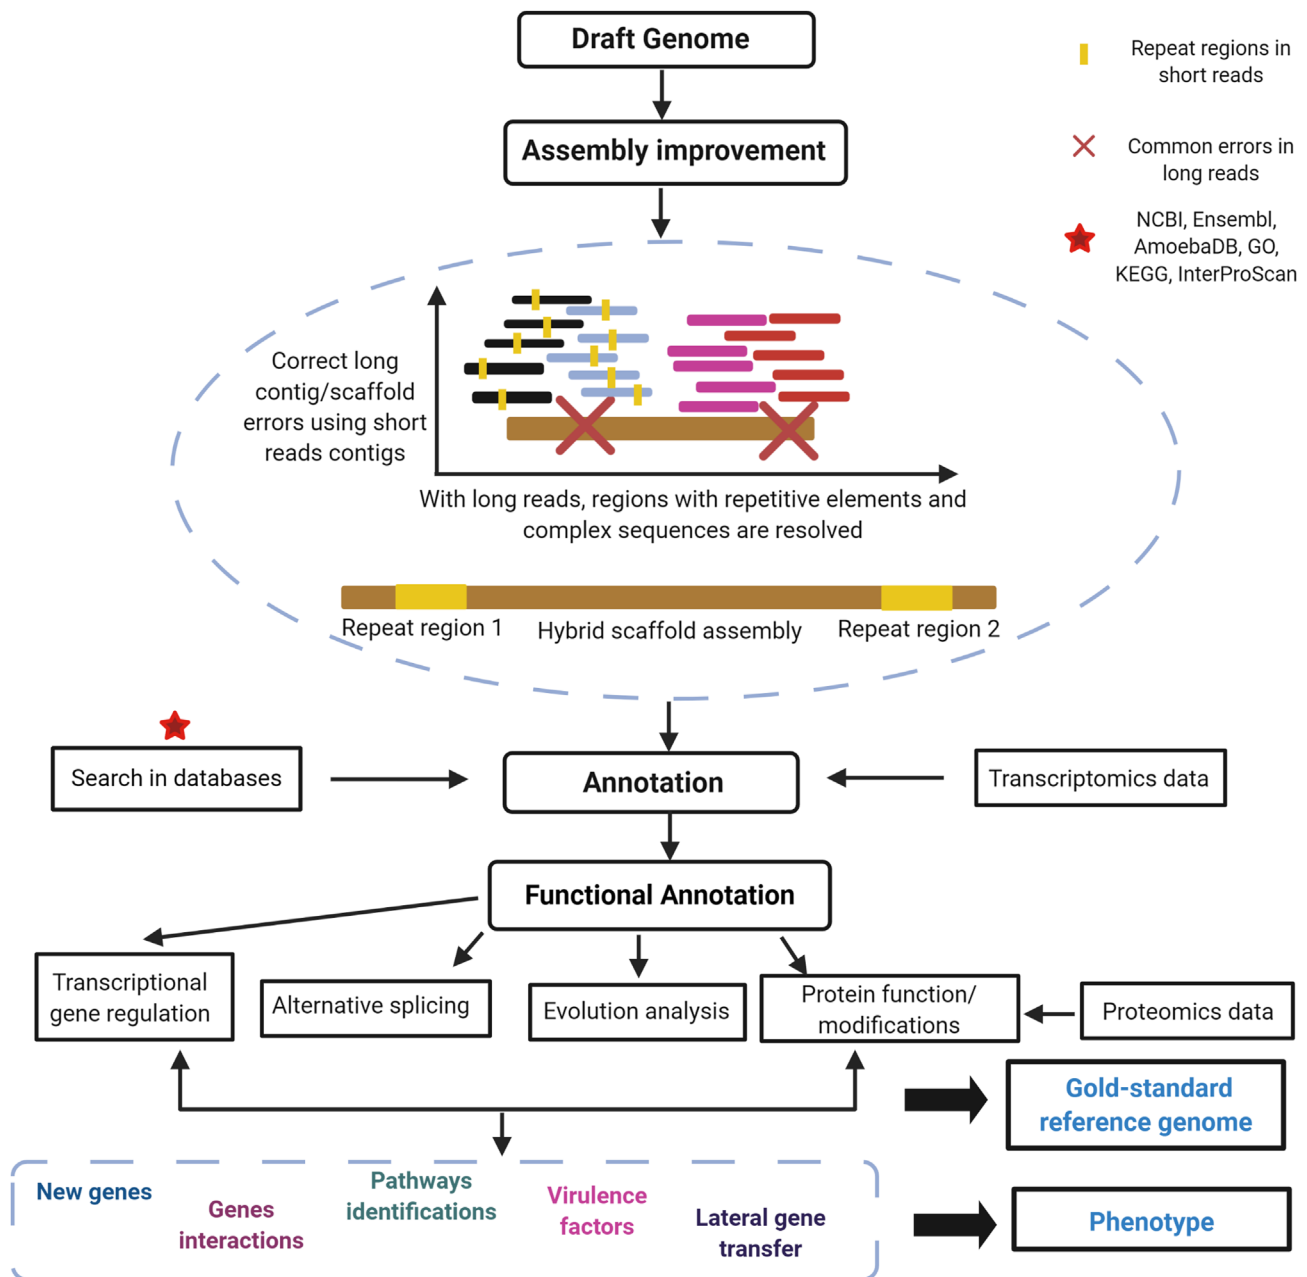 Draft Genome
Repeat regions in
short reads
Assembly improvement
Common errors in
long reads
NCBI, Ensembl,
AmoebaDB, GO,
KEGG, InterProScan
Correct long
contig/scaffold
errors using short
reads contigs
With long reads, regions with repetitive elements and
complex sequences are resolved
Repeat region 1
Hybrid scaffold assembly
Repeat region 2
Search in databases
Annotation
Transcriptomics data
Functional Annotation
Transcriptional
gene regulation
Alternative splicing
Evolution analysis
Protein function/
modifications
Proteomics data
Gold-standard
reference genome
New genes
Genes
interactions
Pathways
identifications
Virulence
factors
Lateral gene
transfer
Phenotype